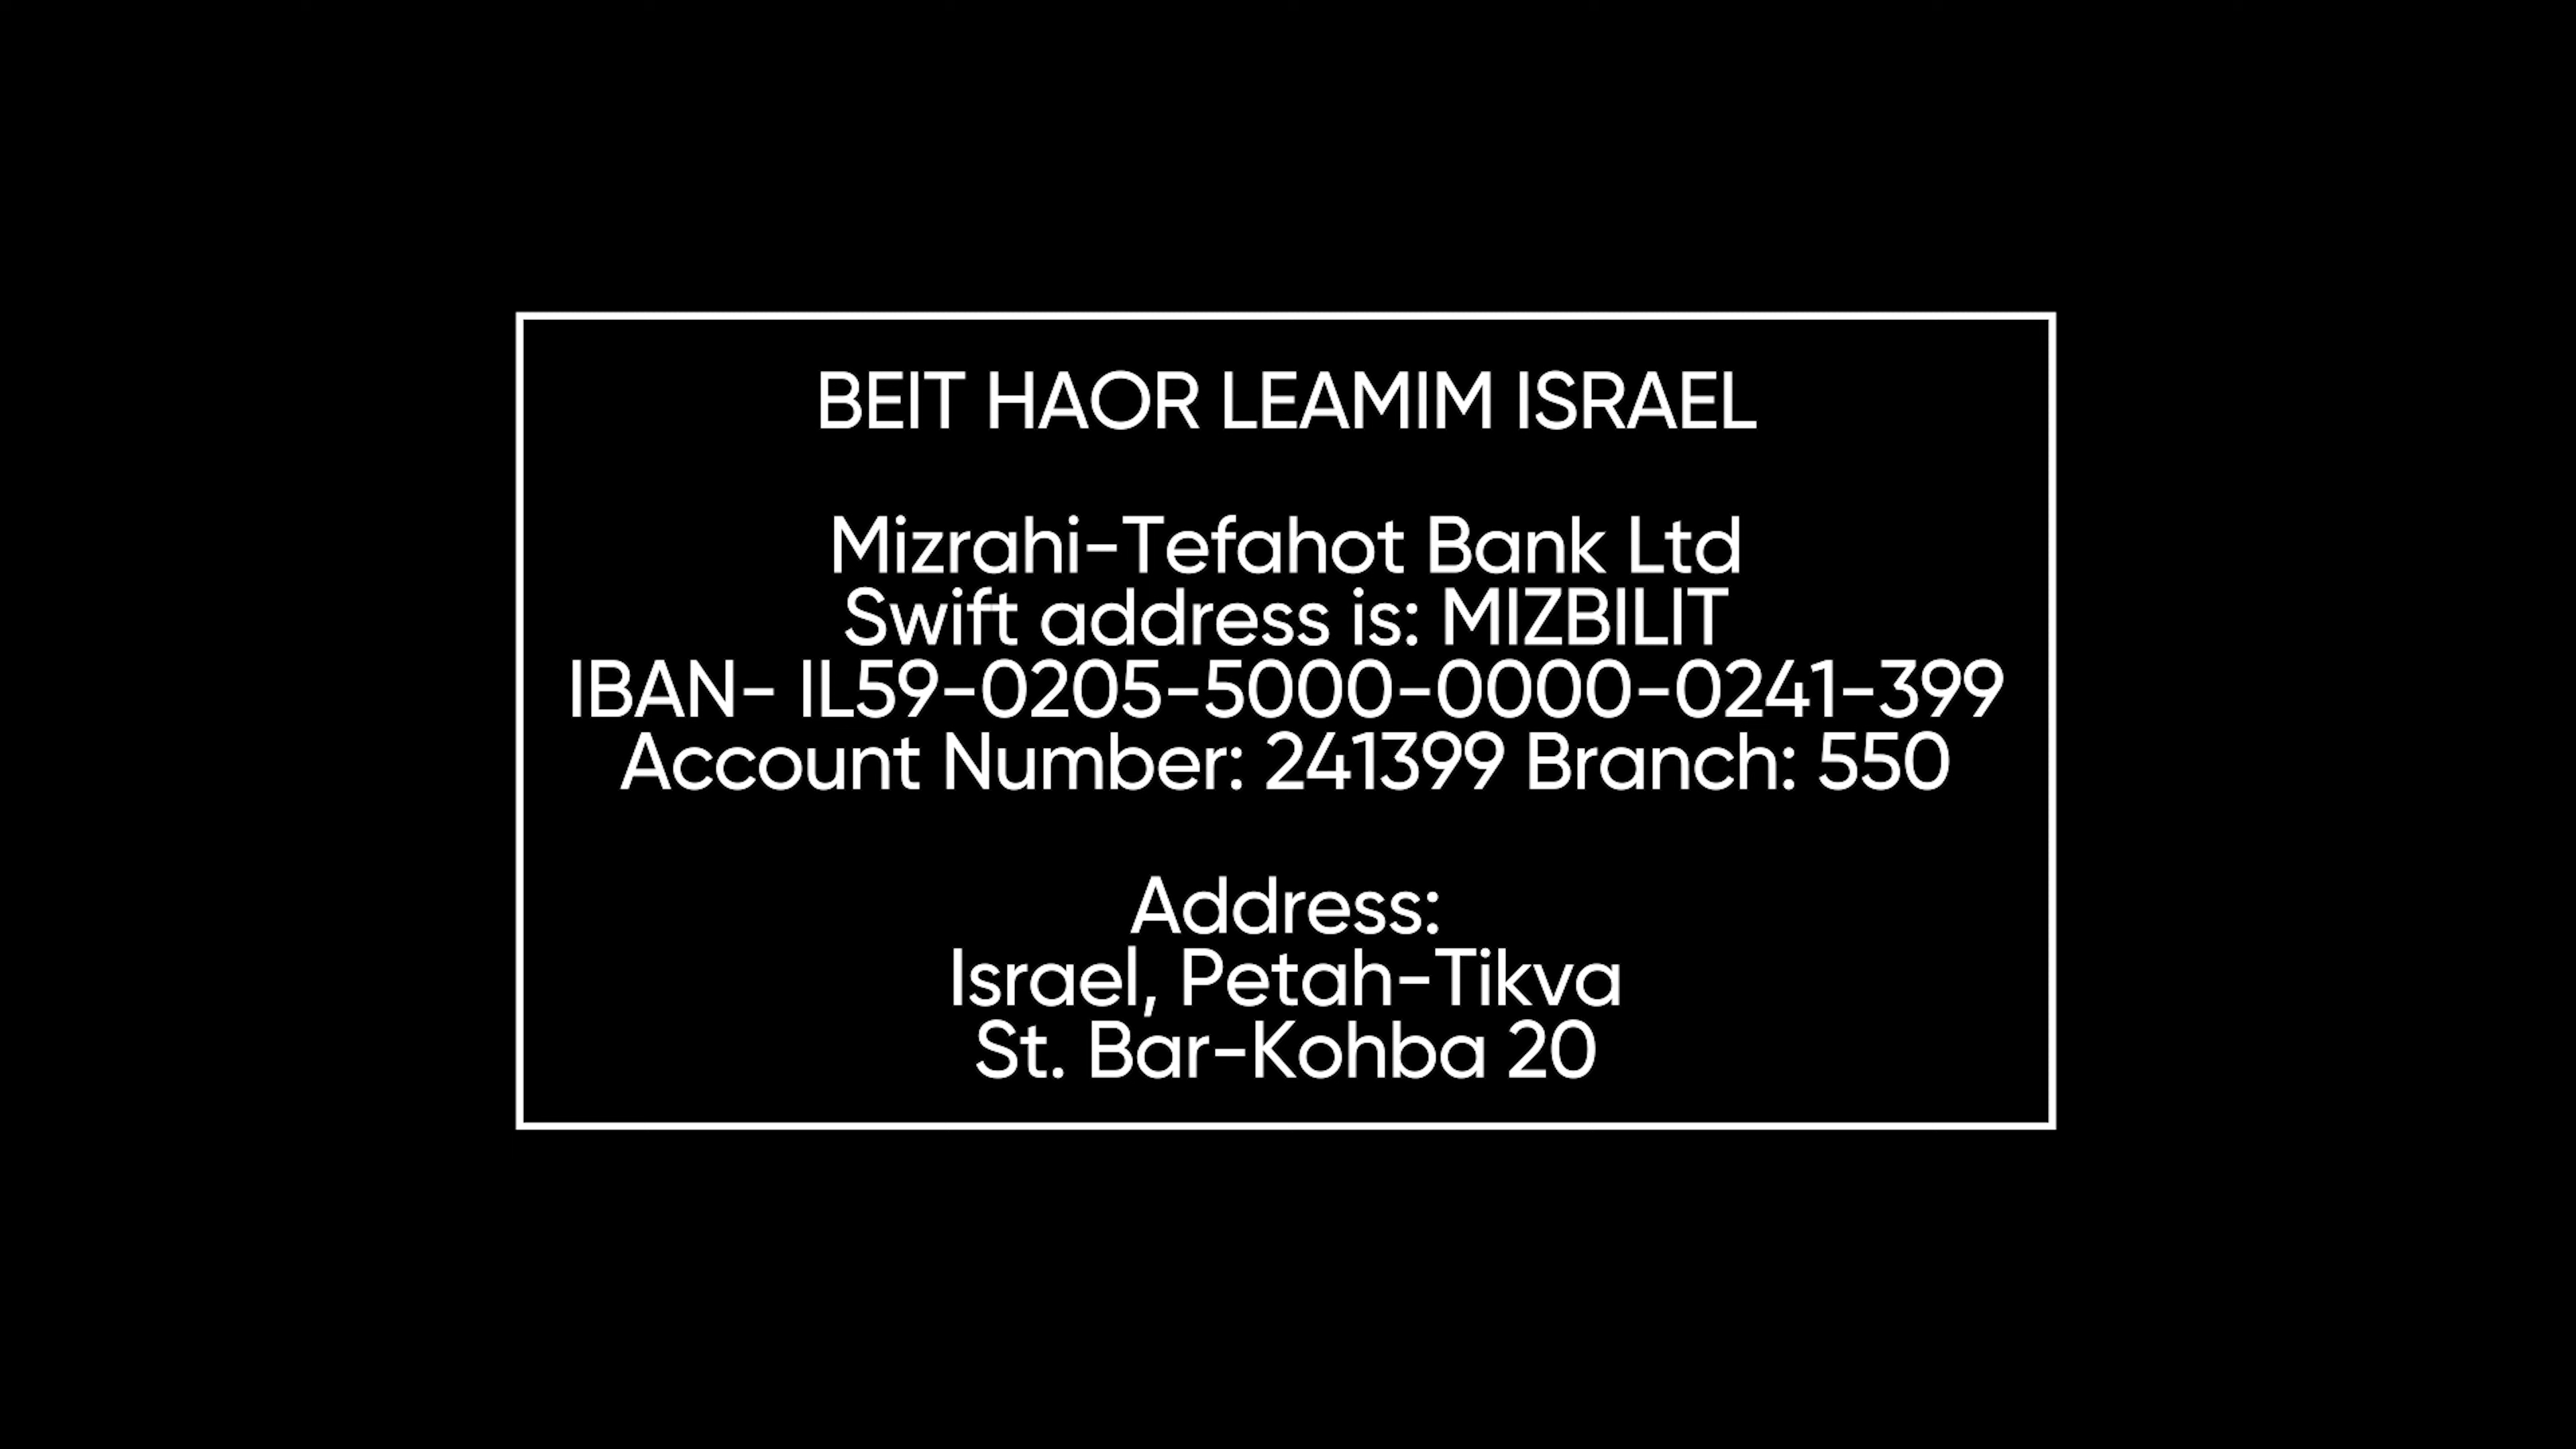 BEIT HAOR LEAMIM ISRAEL
Mizrahi-Tefahot Bank Ltd
Swift address is: MIZBILIT
IBAN- IL59-0205-5000-0000-0241-399
Account Number: 241399 Branch: 550
Address:
Israel, Petah-Tikva
St. Bar-Kohba 20